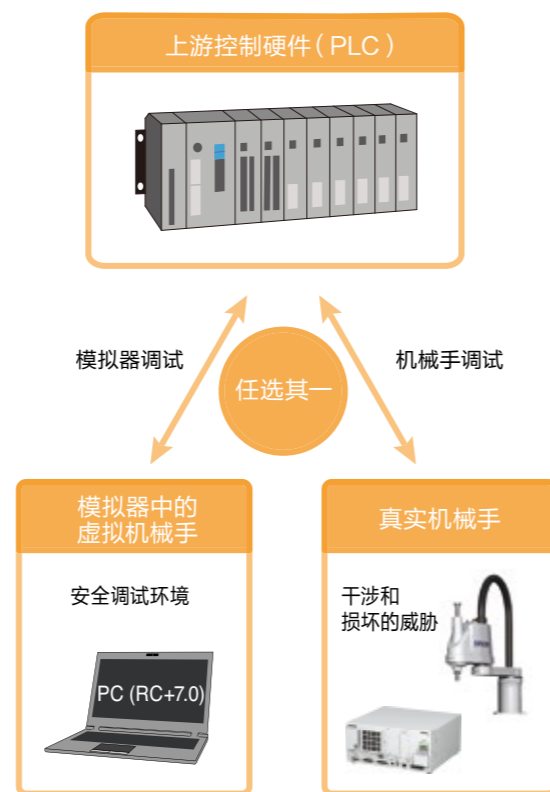 上游控制硬件（PLC）
模拟器调试
任选其一
机械手调试
模拟器中的
虚拟机械手
真实机械手
安全调试环境
PC (RC+7.0)
干涉和
损坏的威胁